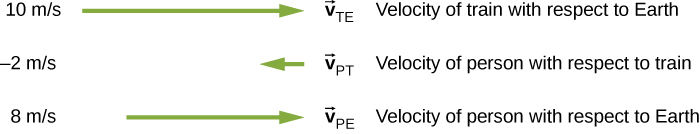 10 m/s v⃗TE Velocity of train with respect to Earth
–2 m/s v⃗PT Velocity of person with respect to train
8 m/s v⃗PE Velocity of person with respect to Earth